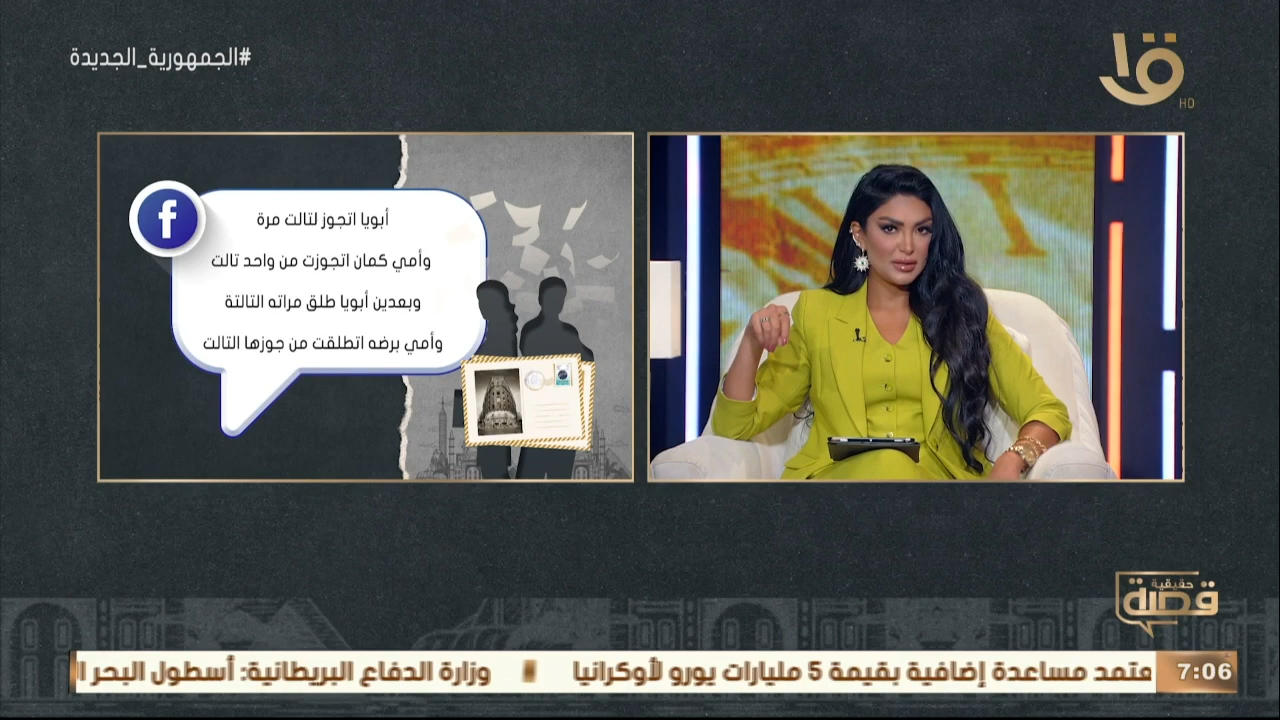 #الجمهورية_الجديدة
HD
f
أبويا اتجوز لتالت مرة
وأمي كمان اتجوزت من واحد تالت
وبعدين أبويا طلق مراته التالتة
وأمي برضه اتطلقت من جوزها التالت
قصة
حقيقية
عتمد مساعدة إضافية بقيمة 5 مليارات يورو لأوكرانيا وزارة الدفاع البريطانية: أسطول البحر ا
7:06